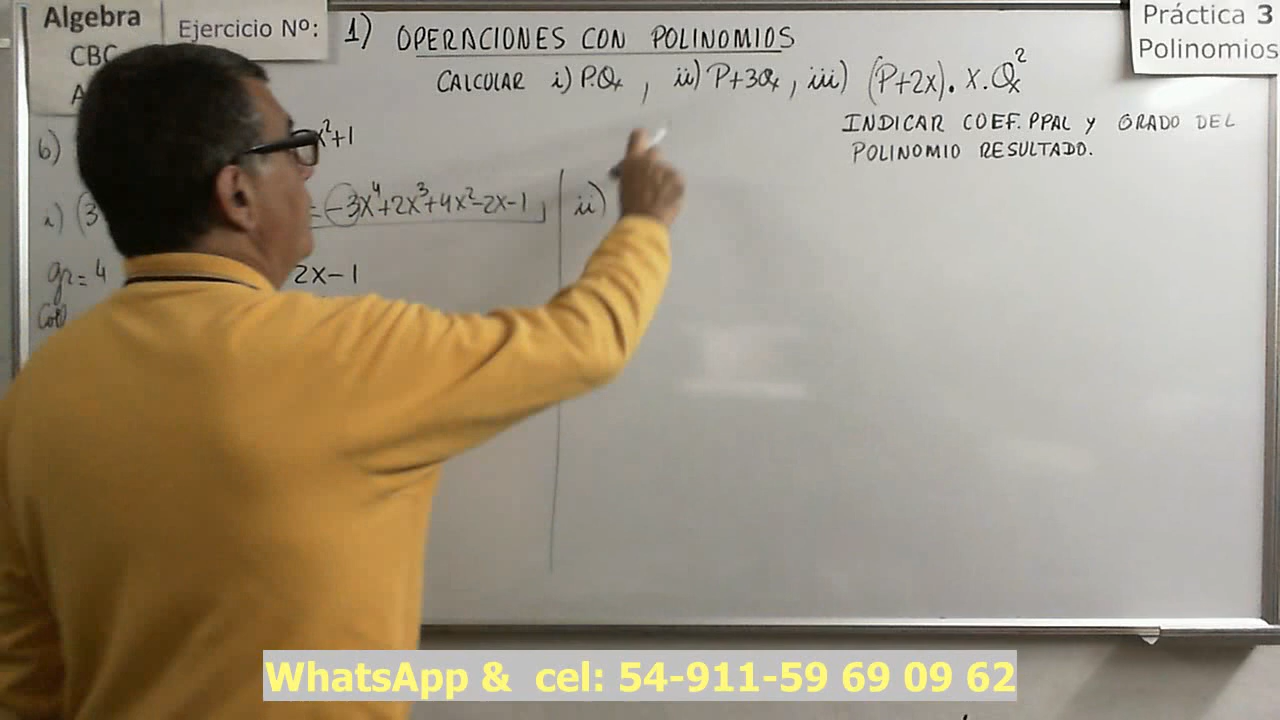 Algebra
CBC
A
Ejercicio Nº:
Práctica 3
Polinomios
1) OPERACIONES CON POLINOMIOS
CALCULAR i) P.Qx , ii) P+3Qx , iii) (P+2x). x.Qx²
INDICAR COEF. PPAL Y GRADO DEL
POLINOMIO RESULTADO.
b) x²+1
i) (3 = -3x⁴+2x³+4x²-2x-1, ii)
gr= 4 2x-1
WhatsApp & cel: 54-911-59 69 09 62